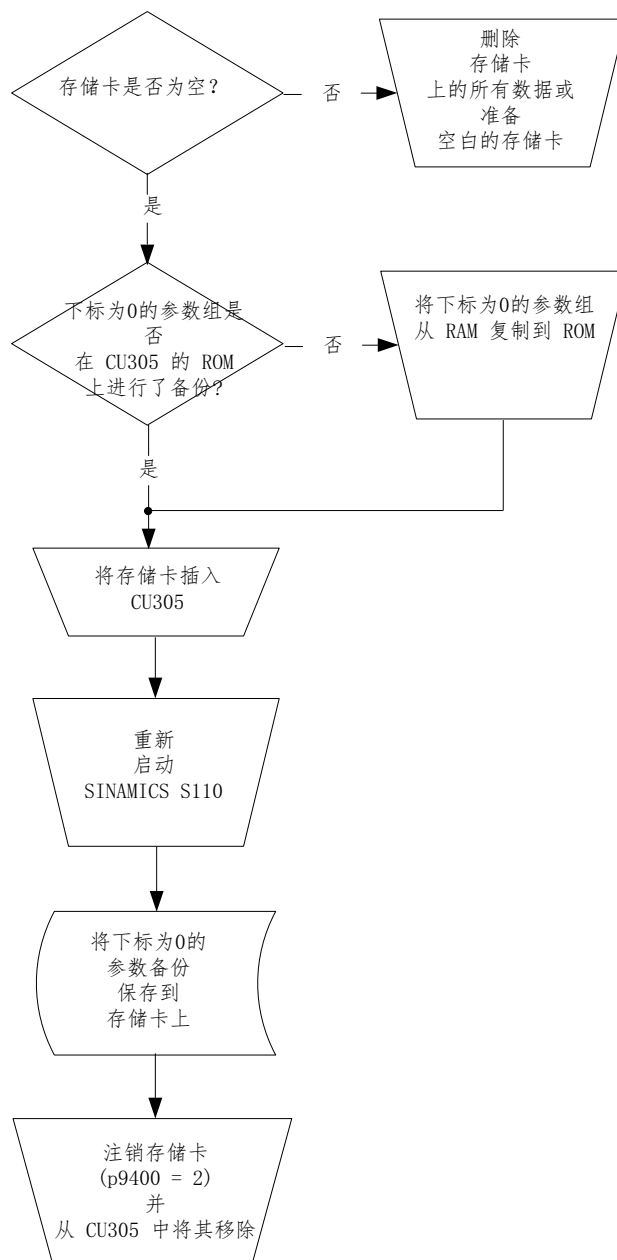 存储卡是否为空？
否
删除
存储卡
上的所有数据或
准备
空白的存储卡
是
下标为0的参数组是
否
在 CU305 的 ROM
上进行了备份？
否
将下标为0的参数组
从 RAM 复制到 ROM
是
将存储卡插入
CU305
重新
启动
SINAMICS S110
将下标为0的
参数备份
保存到
存储卡上
注销存储卡
(p9400 = 2)
并
从 CU305 中将其移除